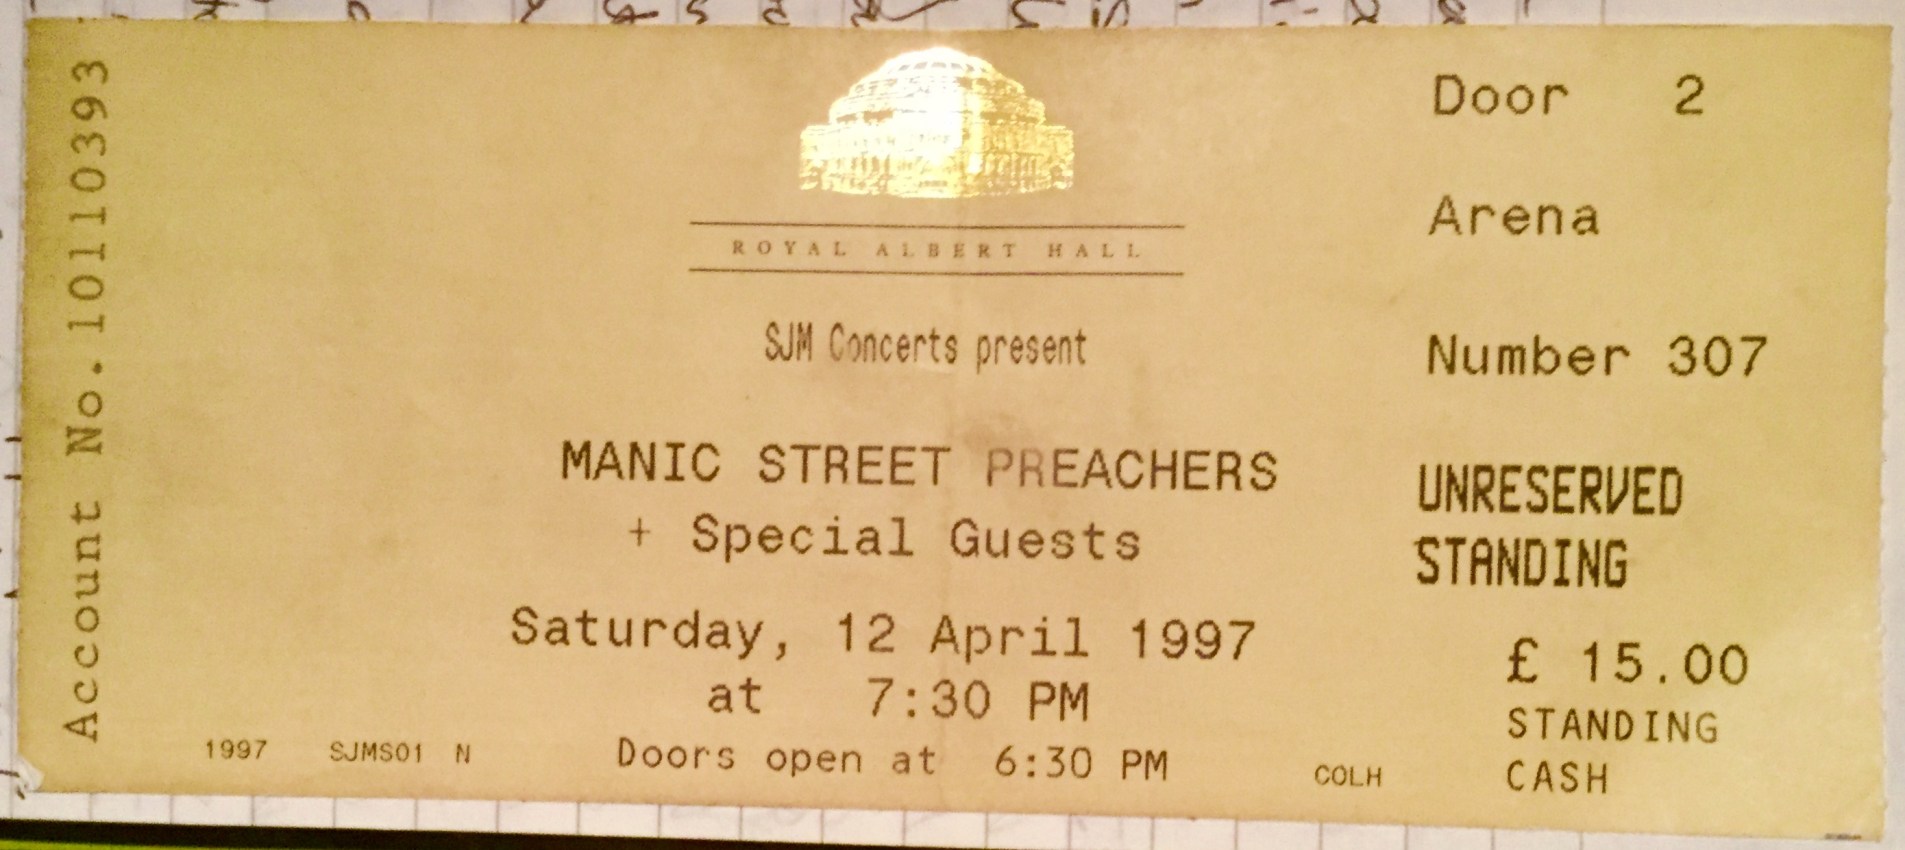 Account No.10110393
ROYAL ALBERT HALL
SJM Concerts present
MANIC STREET PREACHERS
+ Special Guests
Saturday, 12 April 1997
at 7:30 PM
Doors open at 6:30 PM
1997 SJMS01 N
COLH
Door 2
Arena
Number 307
UNRESERVED
STANDING
£ 15.00
STANDING
CASH